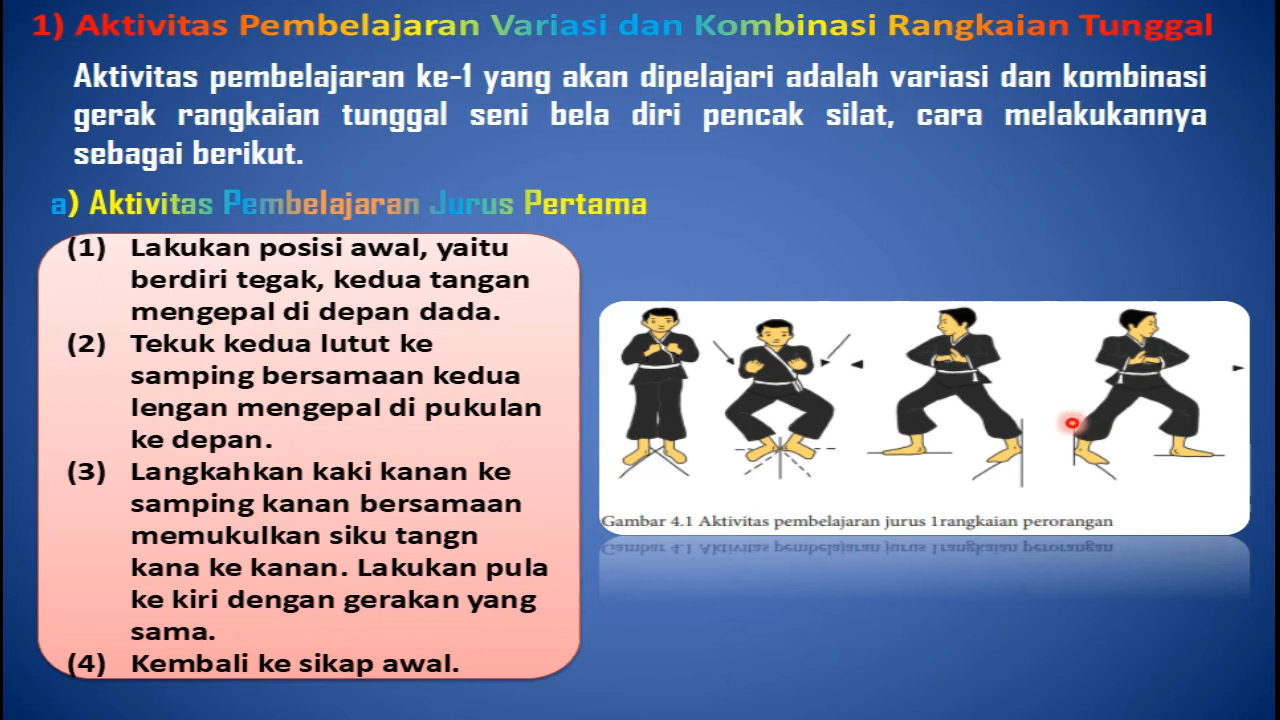 1) Aktivitas Pembelajaran Variasi dan Kombinasi Rangkaian Tunggal
Aktivitas pembelajaran ke-1 yang akan dipelajari adalah variasi dan kombinasi
gerak rangkaian tunggal seni bela diri pencak silat, cara melakukannya
sebagai berikut.
a) Aktivitas Pembelajaran Jurus Pertama
(1) Lakukan posisi awal, yaitu
berdiri tegak, kedua tangan
mengepal di depan dada.
(2) Tekuk kedua lutut ke
samping bersamaan kedua
lengan mengepal di pukulan
ke depan.
(3) Langkahkan kaki kanan ke
samping kanan bersamaan
memukulkan siku tangn
kana ke kanan. Lakukan pula
ke kiri dengan gerakan yang
sama.
(4) Kembali ke sikap awal.
Gambar 4.1 Aktivitas pembelajaran jurus 1rangkaian perorangan